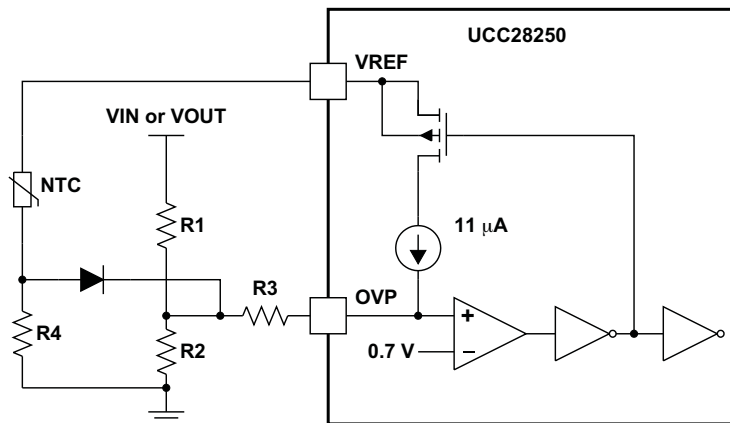 UCC28250
VREF
VIN or VOUT
NTC
R1
11 μA
R3
OVP
R4
R2
0.7 V
+
−